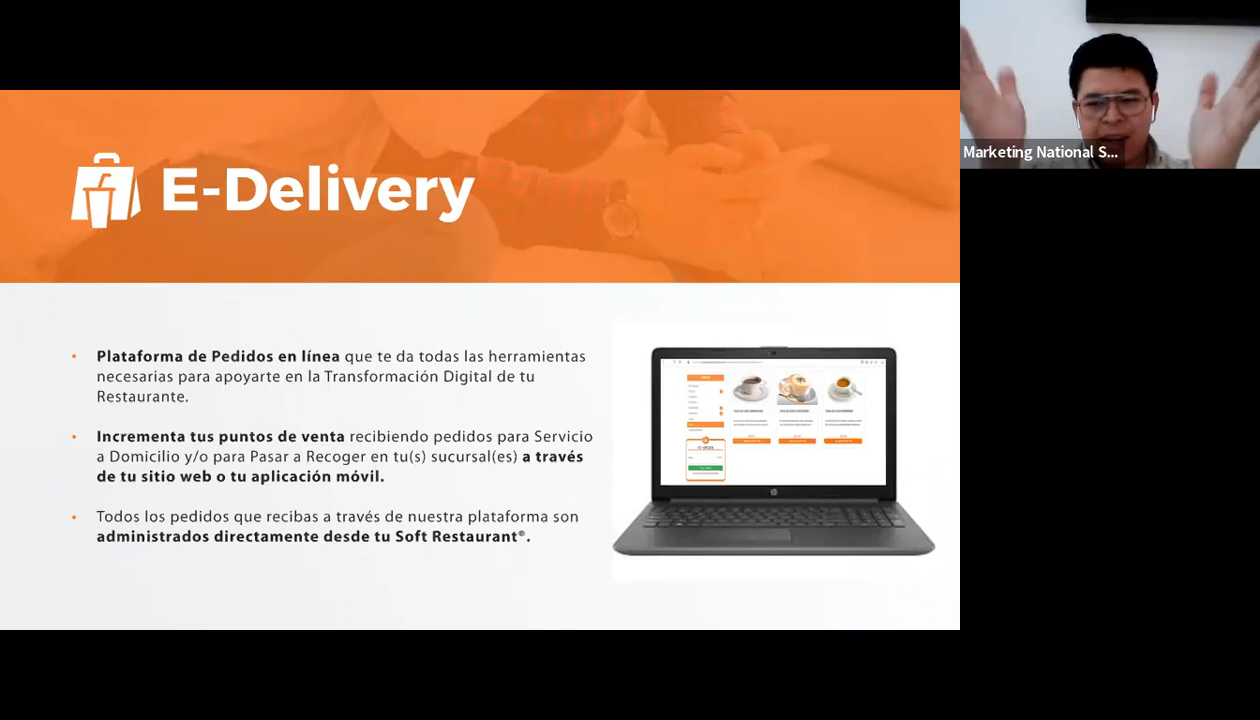 Marketing National S...
E-Delivery
• Plataforma de Pedidos en línea que te da todas las herramientas
necesarias para apoyarte en la Transformación Digital de tu
Restaurante.
• Incrementa tus puntos de venta recibiendo pedidos para Servicio
a Domicilio y/o para Pasar a Recoger en tu(s) sucursal(es) a través
de tu sitio web o tu aplicación móvil.
• Todos los pedidos que recibas a través de nuestra plataforma son
administrados directamente desde tu Soft Restaurant®.